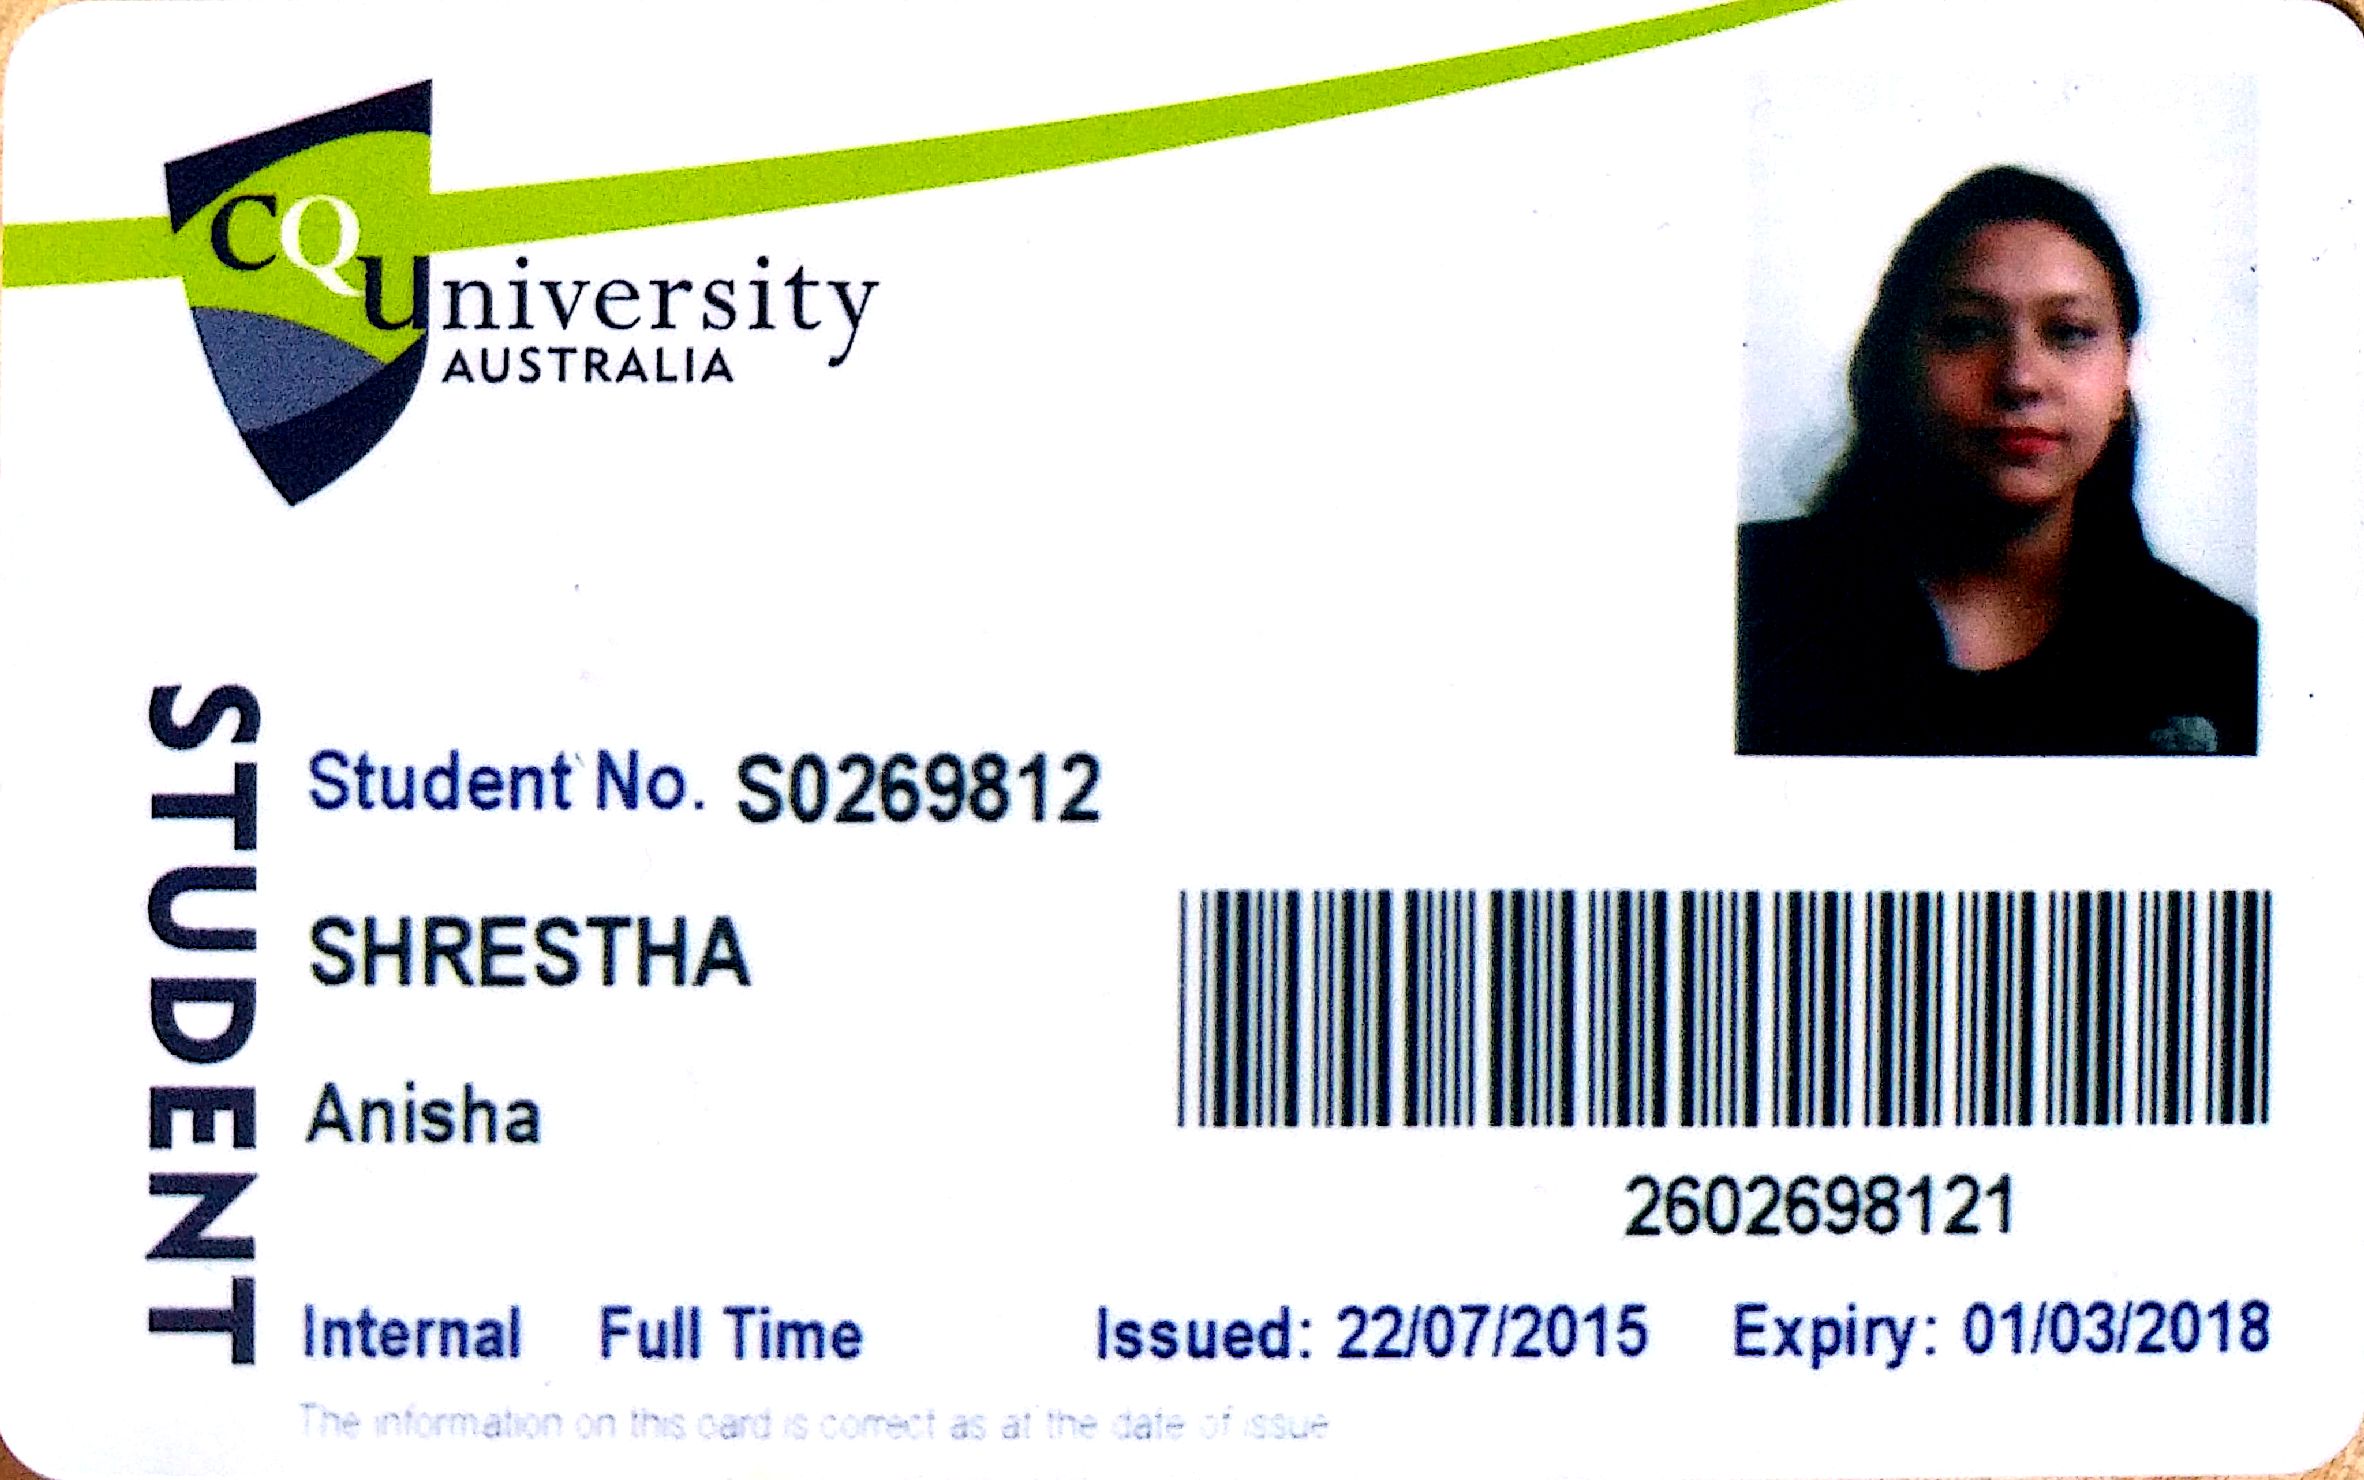 CQUniversity
AUSTRALIA
STUDENT
Student No. S0269812
SHRESTHA
Anisha
2602698121
Internal Full Time Issued: 22/07/2015 Expiry: 01/03/2018
The information on this card is correct as at the date of issue